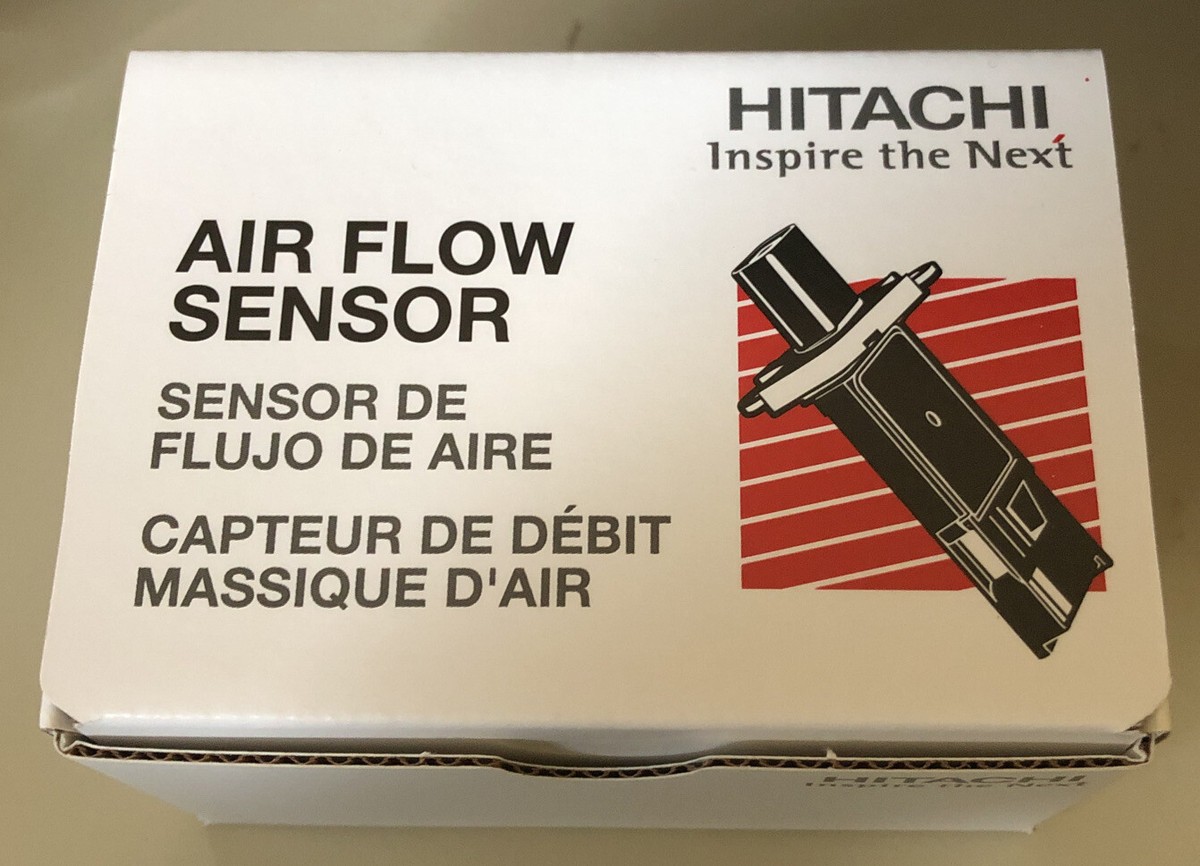 HITACHI
Inspire the Next
AIR FLOW
SENSOR
SENSOR DE
FLUJO DE AIRE
CAPTEUR DE DÉBIT
MASSIQUE D'AIR
HITACHI
Inspire the Next